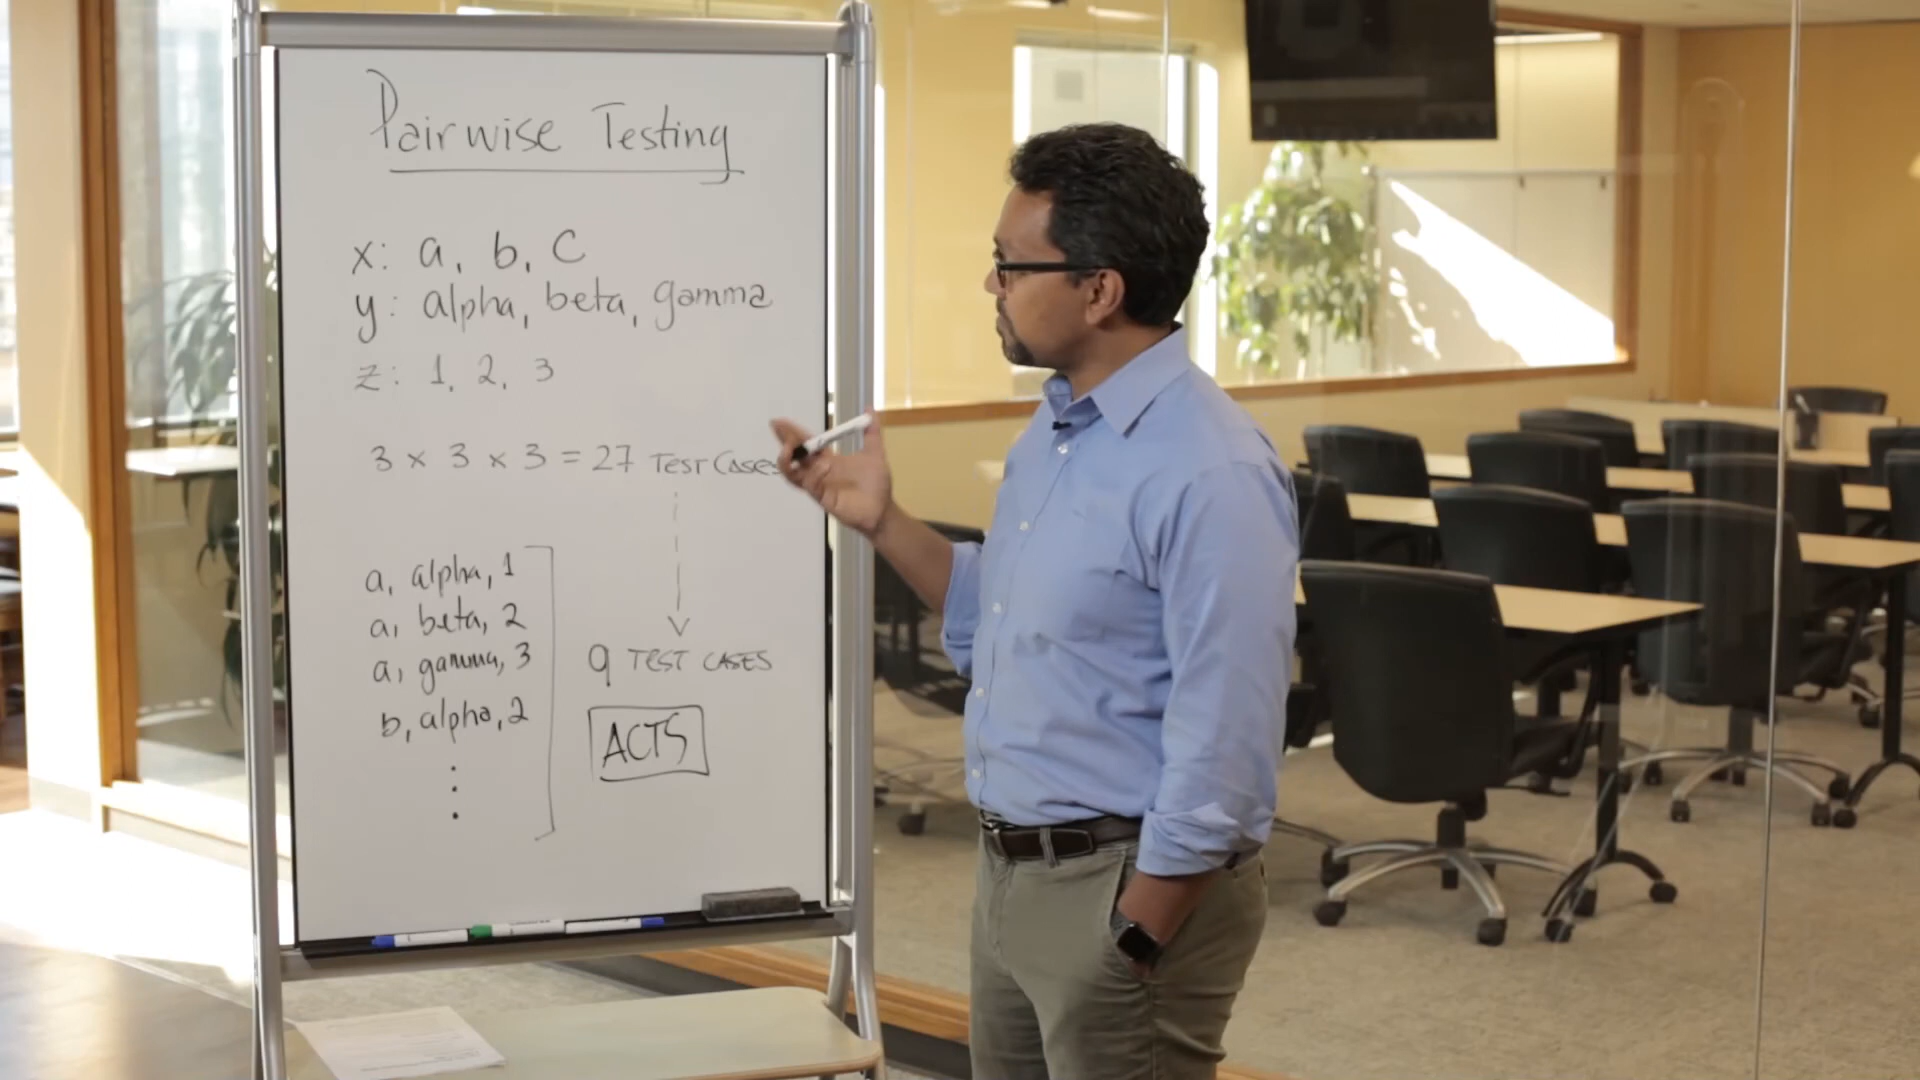 Pairwise Testing
x: a, b, c
y: alpha, beta, gamma
z: 1, 2, 3
3 x 3 x 3 = 27 TEST CASES
a, alpha, 1
a, beta, 2
a, gamma, 3
b, alpha, 2
9 TEST CASES
ACTS